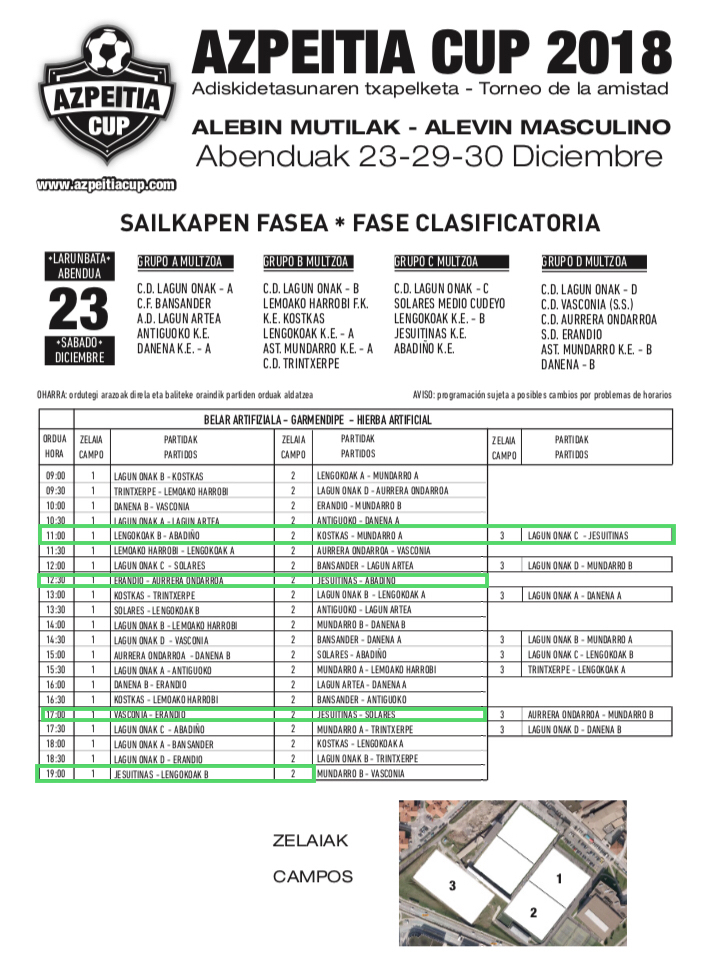 AZPEITIA CUP 2018
Adiskidetasunaren txapelketa - Torneo de la amistad
AZPEITIA
CUP
ALEBIN MUTILAK - ALEVIN MASCULINO
Abenduak 23-29-30 Diciembre
www.azpeitiacup.com
SAILKAPEN FASEA * FASE CLASIFICATORIA
•LARUNBATA•
ABENDUA
23
•SABADO•
DICIEMBRE
GRUPO A MULTZOA
C.D. LAGUN ONAK - A
C.F. BANSANDER
A.D. LAGUN ARTEA
ANTIGUOKO K.E.
DANENA K.E. - A
GRUPO B MULTZOA
C.D. LAGUN ONAK - B
LEMOAKO HARROBI F.K.
K.E. KOSTKAS
LENGOKOAK K.E. - A
AST. MUNDARRO K.E. - A
C.D. TRINTXERPE
GRUPO C MULTZOA
C.D. LAGUN ONAK - C
SOLARES MEDIO CUDEYO
LENGOKOAK K.E. - B
JESUITINAS K.E.
ABADIÑO K.E.
GRUPO D MULTZOA
C.D. LAGUN ONAK - D
C.D. VASCONIA (S.S.)
C.D. AURRERA ONDARROA
S.D. ERANDIO
AST. MUNDARRO K.E. - B
DANENA - B
OHARRA: ordutegi arazoak direla eta baliteke oraindik partiden orduak aldatzea
AVISO: programación sujeta a posibles cambios por problemas de horarios
BELAR ARTIFIZIALA - GARMENDIPE - HIERBA ARTIFICIAL
ORDUA ZELAIA PARTIDAK ZELAIA PARTIDAK ZELAIA PARTIDAK
HORA CAMPO PARTIDOS CAMPO PARTIDOS CAMPO PARTIDOS
09:00 1 LAGUN ONAK B - KOSTKAS 2 LENGOKOAK A - MUNDARRO A
09:30 1 TRINTXERPE - LEMOAKO HARROBI 2 LAGUN ONAK D - AURRERA ONDARROA
10:00 1 DANENA B - VASCONIA 2 ERANDIO - MUNDARRO B
10:30 1 LAGUN ONAK A - LAGUN ARTEA 2 ANTIGUOKO - DANENA A
11:00 1 LENGOKOAK B - ABADIÑO 2 KOSTKAS - MUNDARRO A 3 LAGUN ONAK C - JESUITINAS
11:30 1 LEMOAKO HARROBI - LENGOKOAK A 2 AURRERA ONDARROA - VASCONIA
12:00 1 LAGUN ONAK C - SOLARES 2 BANSANDER - LAGUN ARTEA 3 LAGUN ONAK D - MUNDARRO B
12:30 1 ERANDIO - AURRERA ONDARROA 2 JESUITINAS - ABADIÑO
13:00 1 KOSTKAS - TRINTXERPE 2 LAGUN ONAK B - LENGOKOAK A 3 LAGUN ONAK A - DANENA A
13:30 1 SOLARES - LENGOKOAK B 2 ANTIGUOKO - LAGUN ARTEA
14:00 1 LAGUN ONAK B - LEMOAKO HARROBI 2 MUNDARRO B - DANENA B
14:30 1 LAGUN ONAK D - VASCONIA 2 BANSANDER - DANENA A 3 LAGUN ONAK B - MUNDARRO A
15:00 1 AURRERA ONDARROA - DANENA B 2 SOLARES - ABADIÑO 3 LAGUN ONAK C - LENGOKOAK B
15:30 1 LAGUN ONAK A - ANTIGUOKO 2 MUNDARRO A - LEMOAKO HARROBI 3 TRINTXERPE - LENGOKOAK A
16:00 1 DANENA B - ERANDIO 2 LAGUN ARTEA - DANENA A
16:30 1 KOSTKAS - LEMOAKO HARROBI 2 BANSANDER - ANTIGUOKO
17:00 1 VASCONIA - ERANDIO 2 JESUITINAS - SOLARES 3 AURRERA ONDARROA - MUNDARRO B
17:30 1 LAGUN ONAK C - ABADIÑO 2 MUNDARRO A - TRINTXERPE 3 LAGUN ONAK D - DANENA B
18:00 1 LAGUN ONAK A - BANSANDER 2 KOSTKAS - LENGOKOAK A
18:30 1 LAGUN ONAK D - ERANDIO 2 LAGUN ONAK B - TRINTXERPE
19:00 1 JESUITINAS - LENGOKOAK B 2 MUNDARRO B - VASCONIA
ZELAIAK
CAMPOS
1
3
2